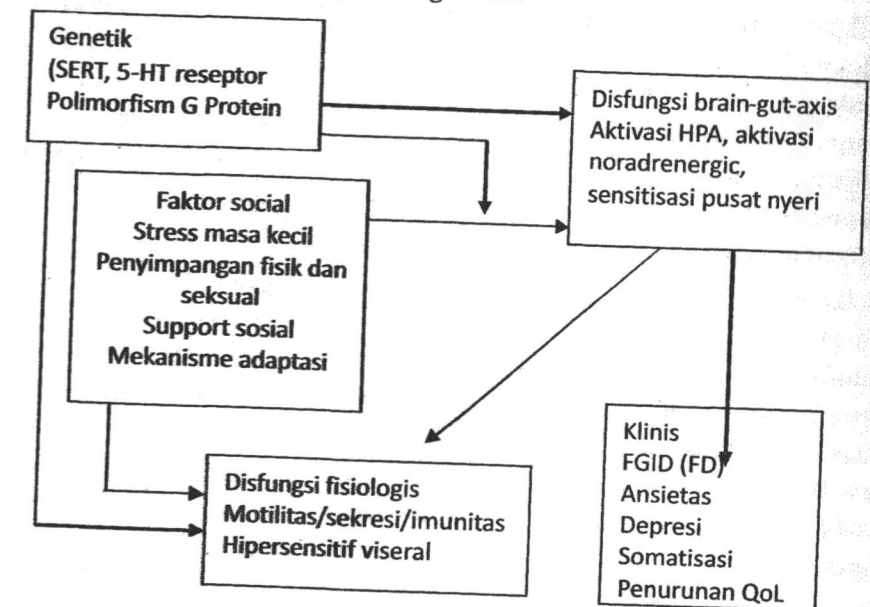 Genetik
(SERT, 5-HT reseptor
Polimorfism G Protein
Disfungsi brain-gut-axis
Aktivasi HPA, aktivasi
noradrenergic,
sensitisasi pusat nyeri
Faktor social
Stress masa kecil
Penyimpangan fisik dan
seksual
Support sosial
Mekanisme adaptasi
Disfungsi fisiologis
Motilitas/sekresi/imunitas
Hipersensitif viseral
Klinis
FGID (FD)
Ansietas
Depresi
Somatisasi
Penurunan QoL